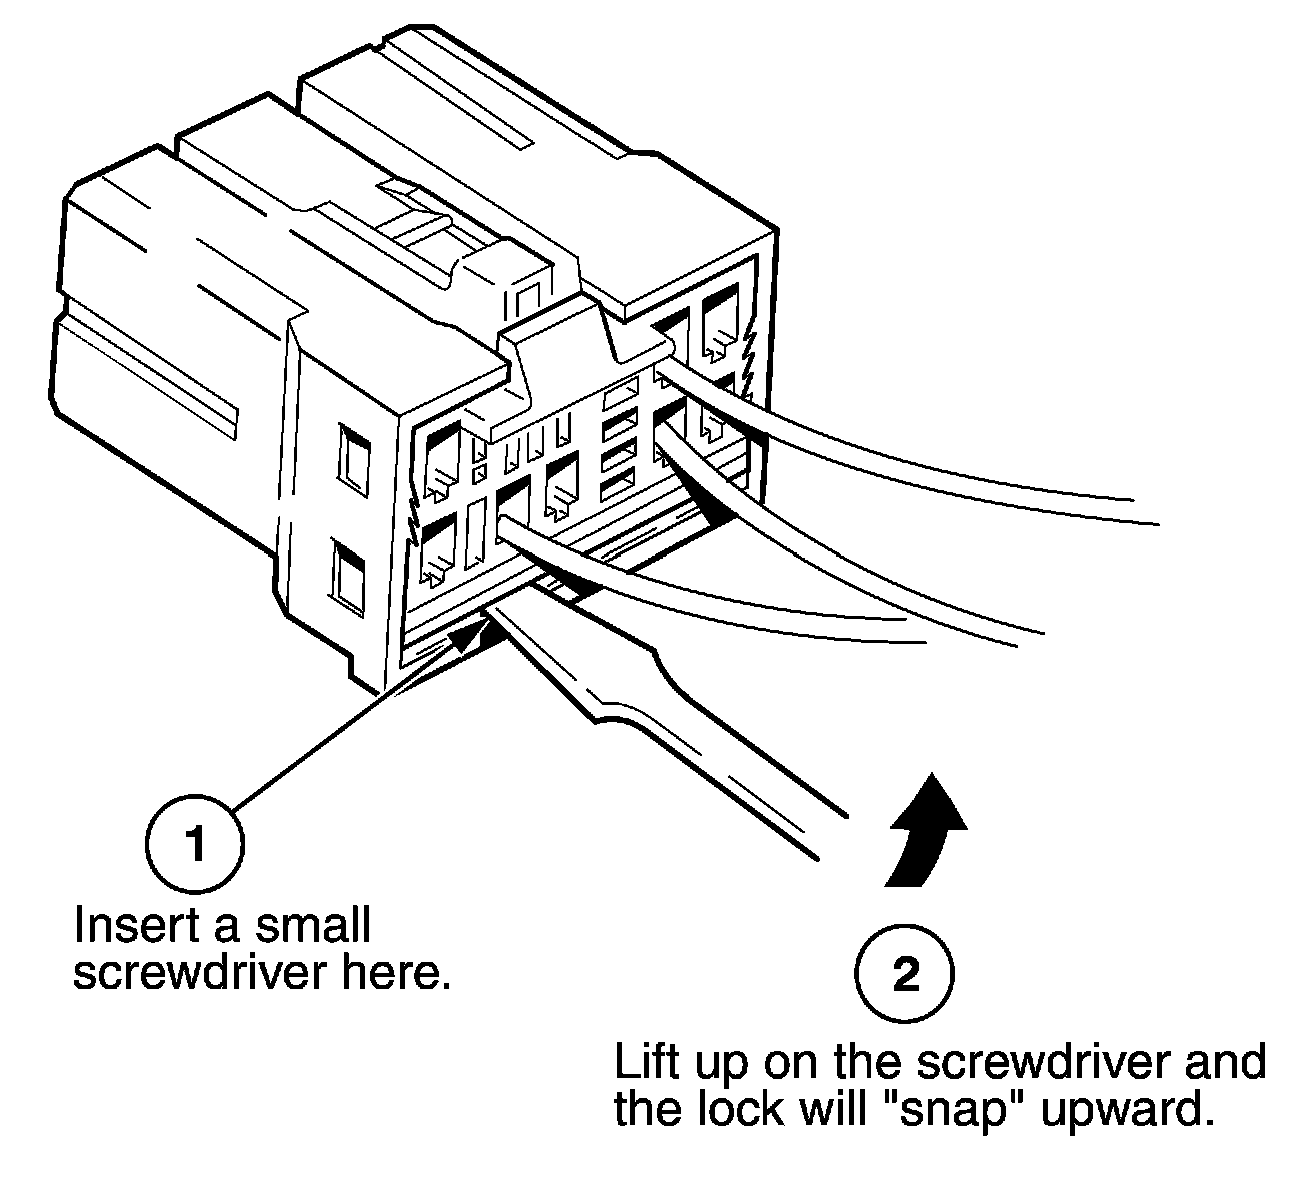 1
Insert a small
screwdriver here.
2
Lift up on the screwdriver and
the lock will "snap" upward.